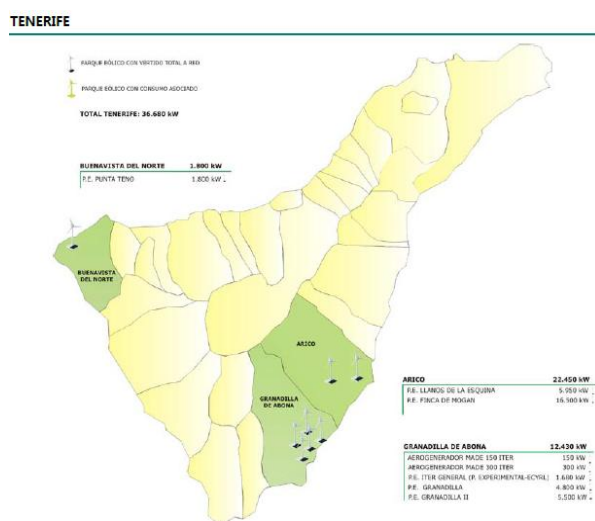 TENERIFE
PARQUE EÓLICO CON VERTIDO TOTAL A RED
PARQUE EOLICO CON CONSUMO ASOCIADO
TOTAL TENERIFE: 36.680 kW
BUENAVISTA DEL NORTE 1.800 kW
P.E. PUNTA TENO 1.800 kW
BUENAVISTA
DEL NORTE
ARICO
GRANADILLA
DE ABONA
ARICO 22.450 kW
P.E. LLANOS DE LA ESQUINA 5.950 kW
P.E. FINCA DE MOGAN 16.500 kW
GRANADILLA DE ABONA 12.430 kW
AEROGENERADOR MADE 150 ITER 150 kW
AEROGENERADOR MADE 300 ITER 300 kW
P.E. ITER GENERAL (P. EXPERIMENTAL-ECYRL) 1.680 kW
P.E. GRANADILLA 4.800 kW
P.E. GRANADILLA II 5.500 kW